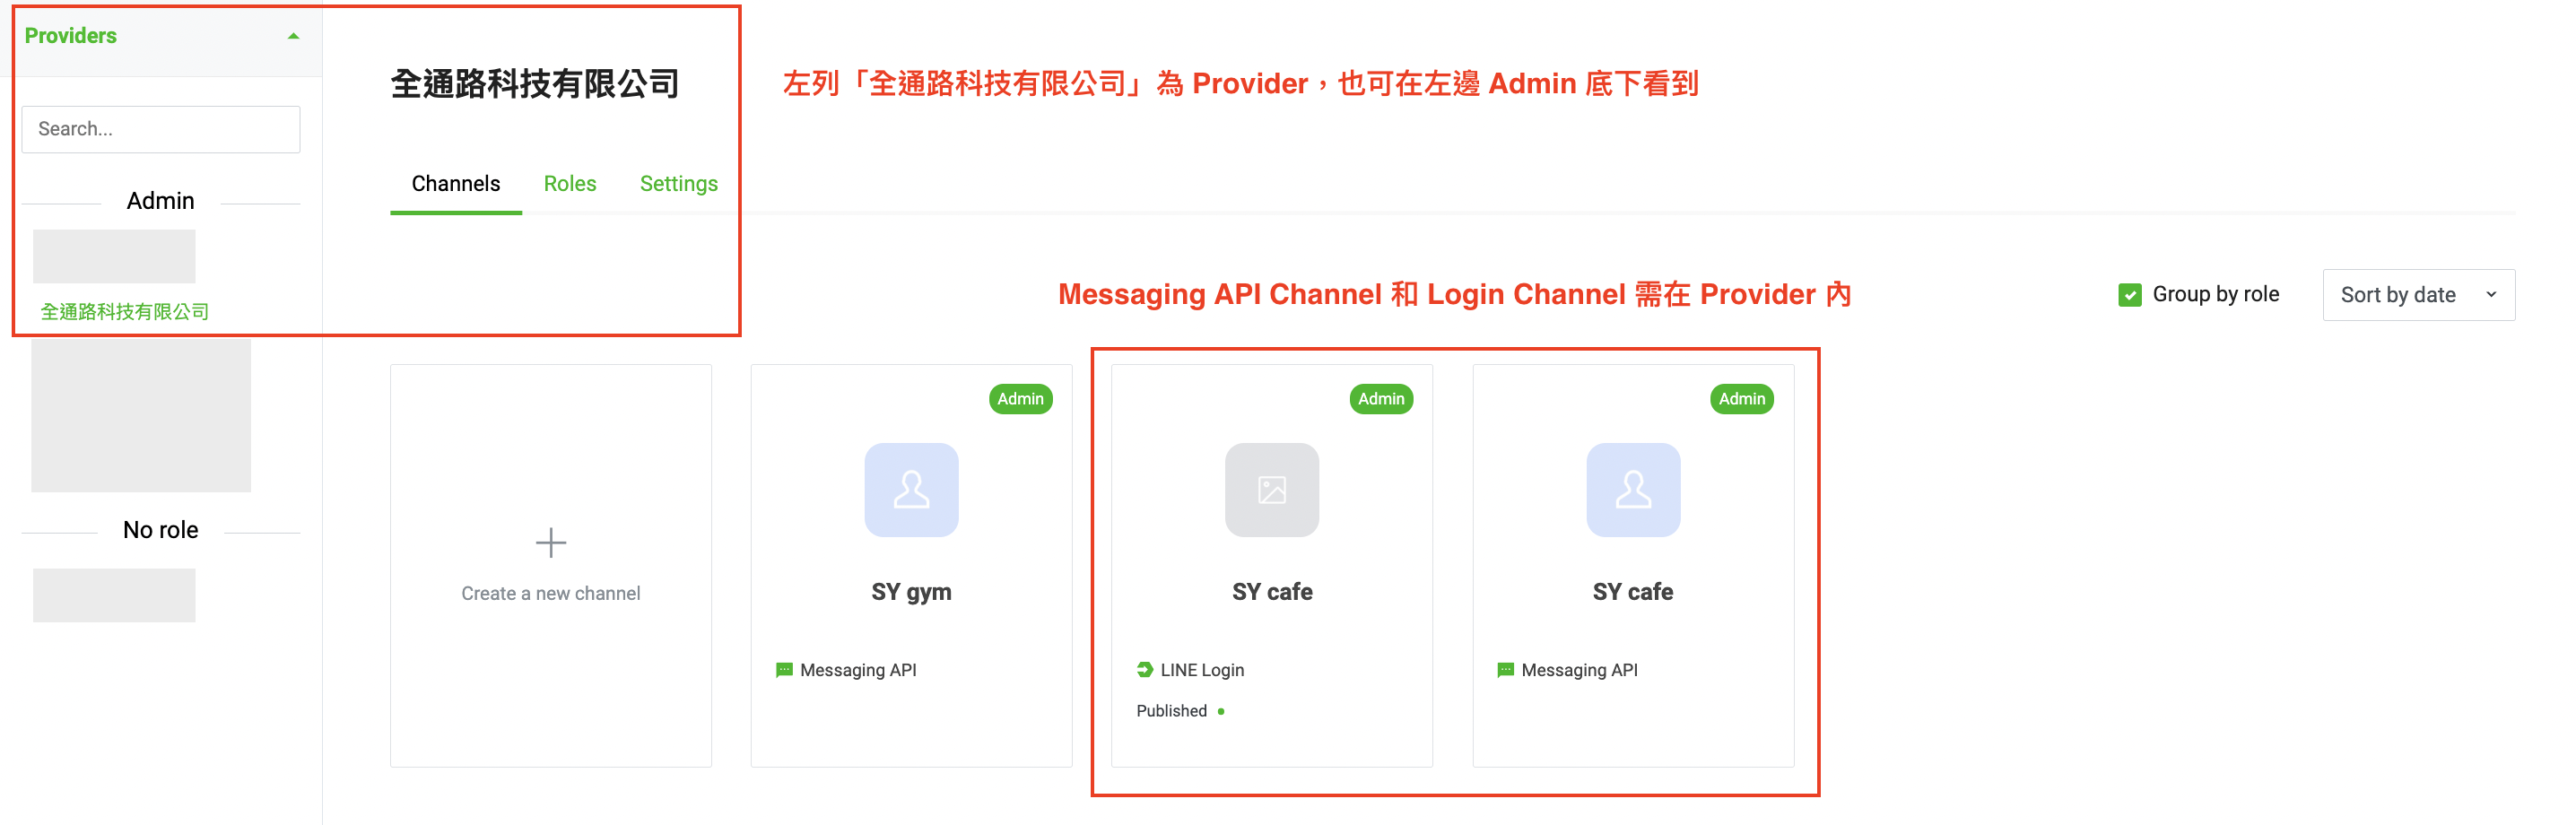 Providers
Search...
Admin
全通路科技有限公司
No role
全通路科技有限公司
左列「全通路科技有限公司」為 Provider，也可在左邊 Admin 底下看到
Channels Roles Settings
Messaging API Channel 和 Login Channel 需在 Provider 內
Group by role
Sort by date
Create a new channel
Admin
SY gym
Messaging API
Admin
SY cafe
LINE Login
Published
Admin
SY cafe
Messaging API